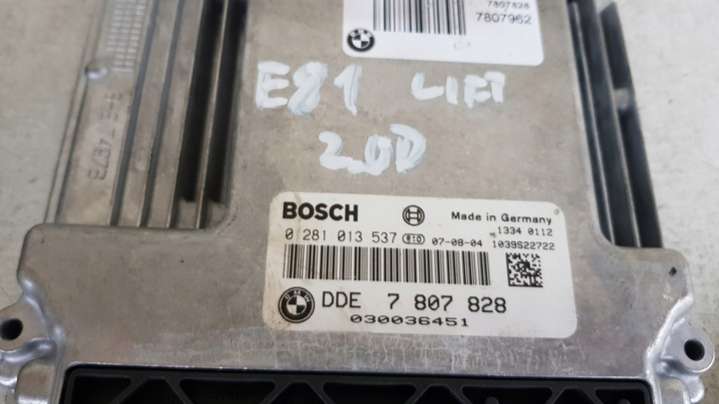 7807828
7807962
E81 LIFT
2.0D
BOSCH
Made in Germany
0 281 013 537 07-08-04
1334 0112
1039S22722
DDE 7 807 828
030036451